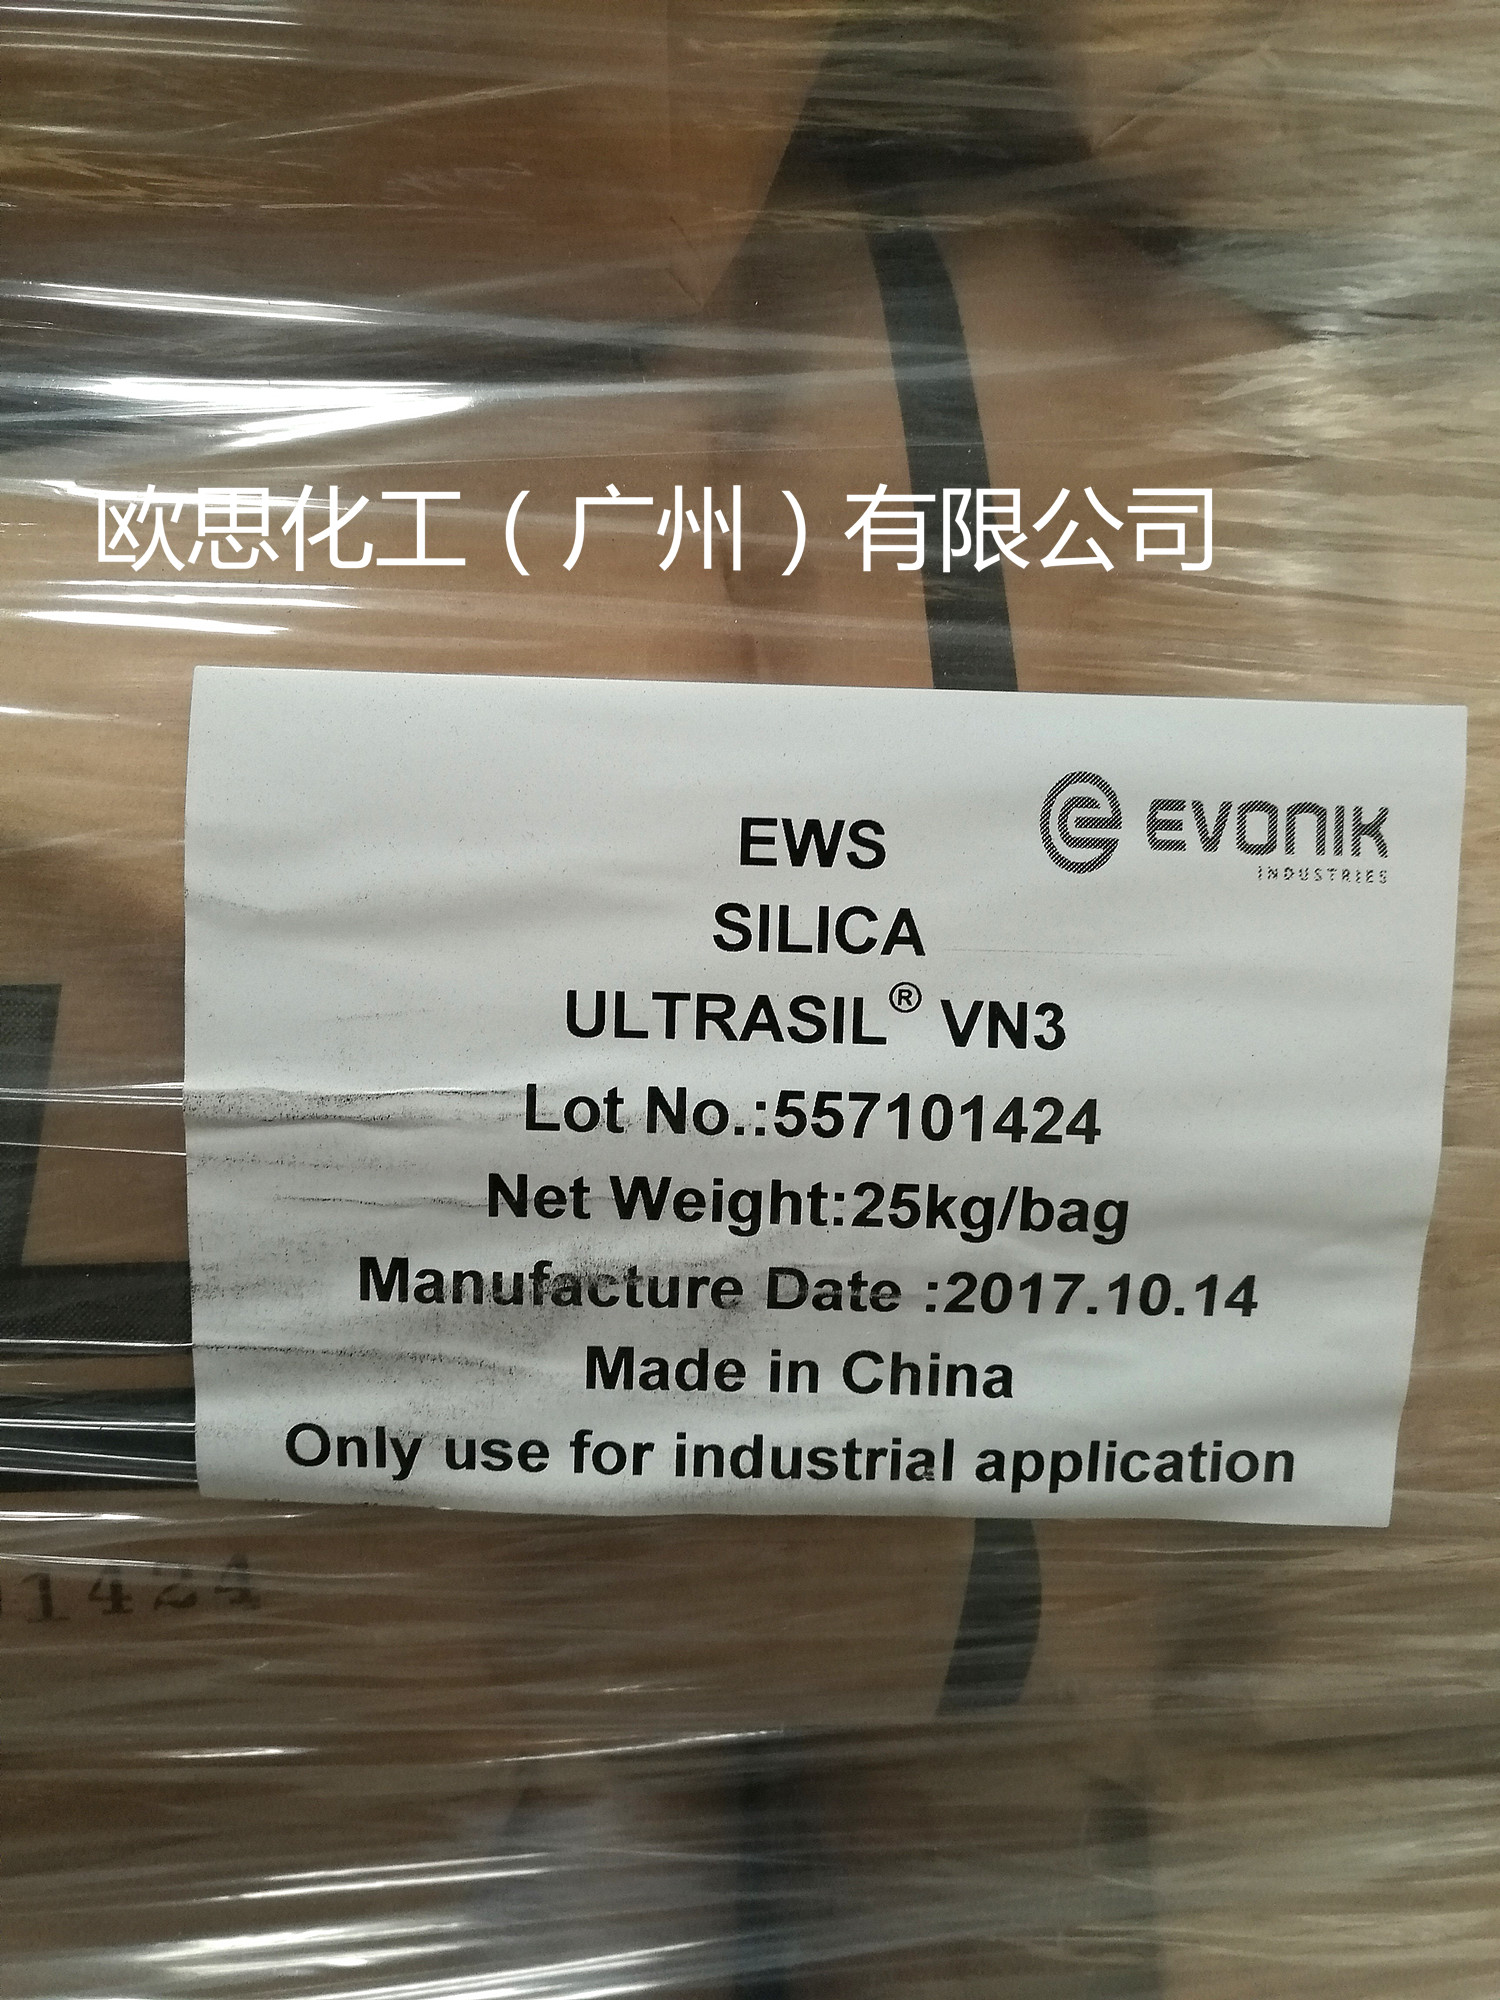 欧思化工（广州）有限公司
EVONIK
INDUSTRIES
EWS
SILICA
ULTRASIL® VN3
Lot No.:557101424
Net Weight:25kg/bag
Manufacture Date :2017.10.14
Made in China
Only use for industrial application
1424